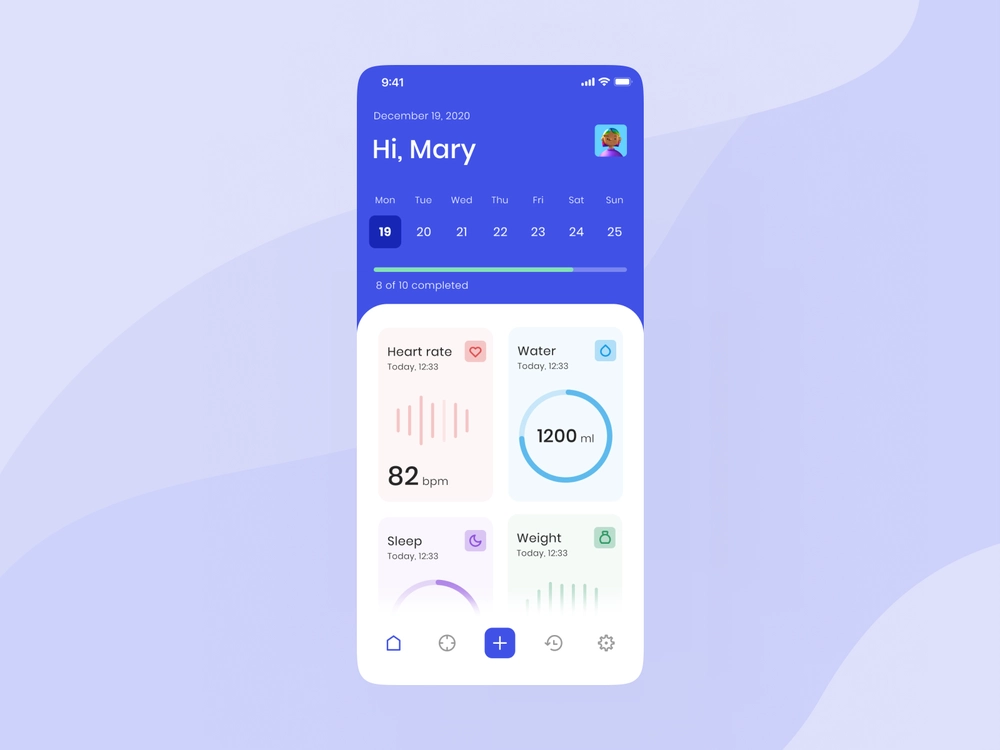 9:41
December 19, 2020
Hi, Mary
Mon Tue Wed Thu Fri Sat Sun
19 20 21 22 23 24 25
8 of 10 completed
Heart rate
Today, 12:33
82 bpm
Water
Today, 12:33
1200 ml
Sleep
Today, 12:33
Weight
Today, 12:33